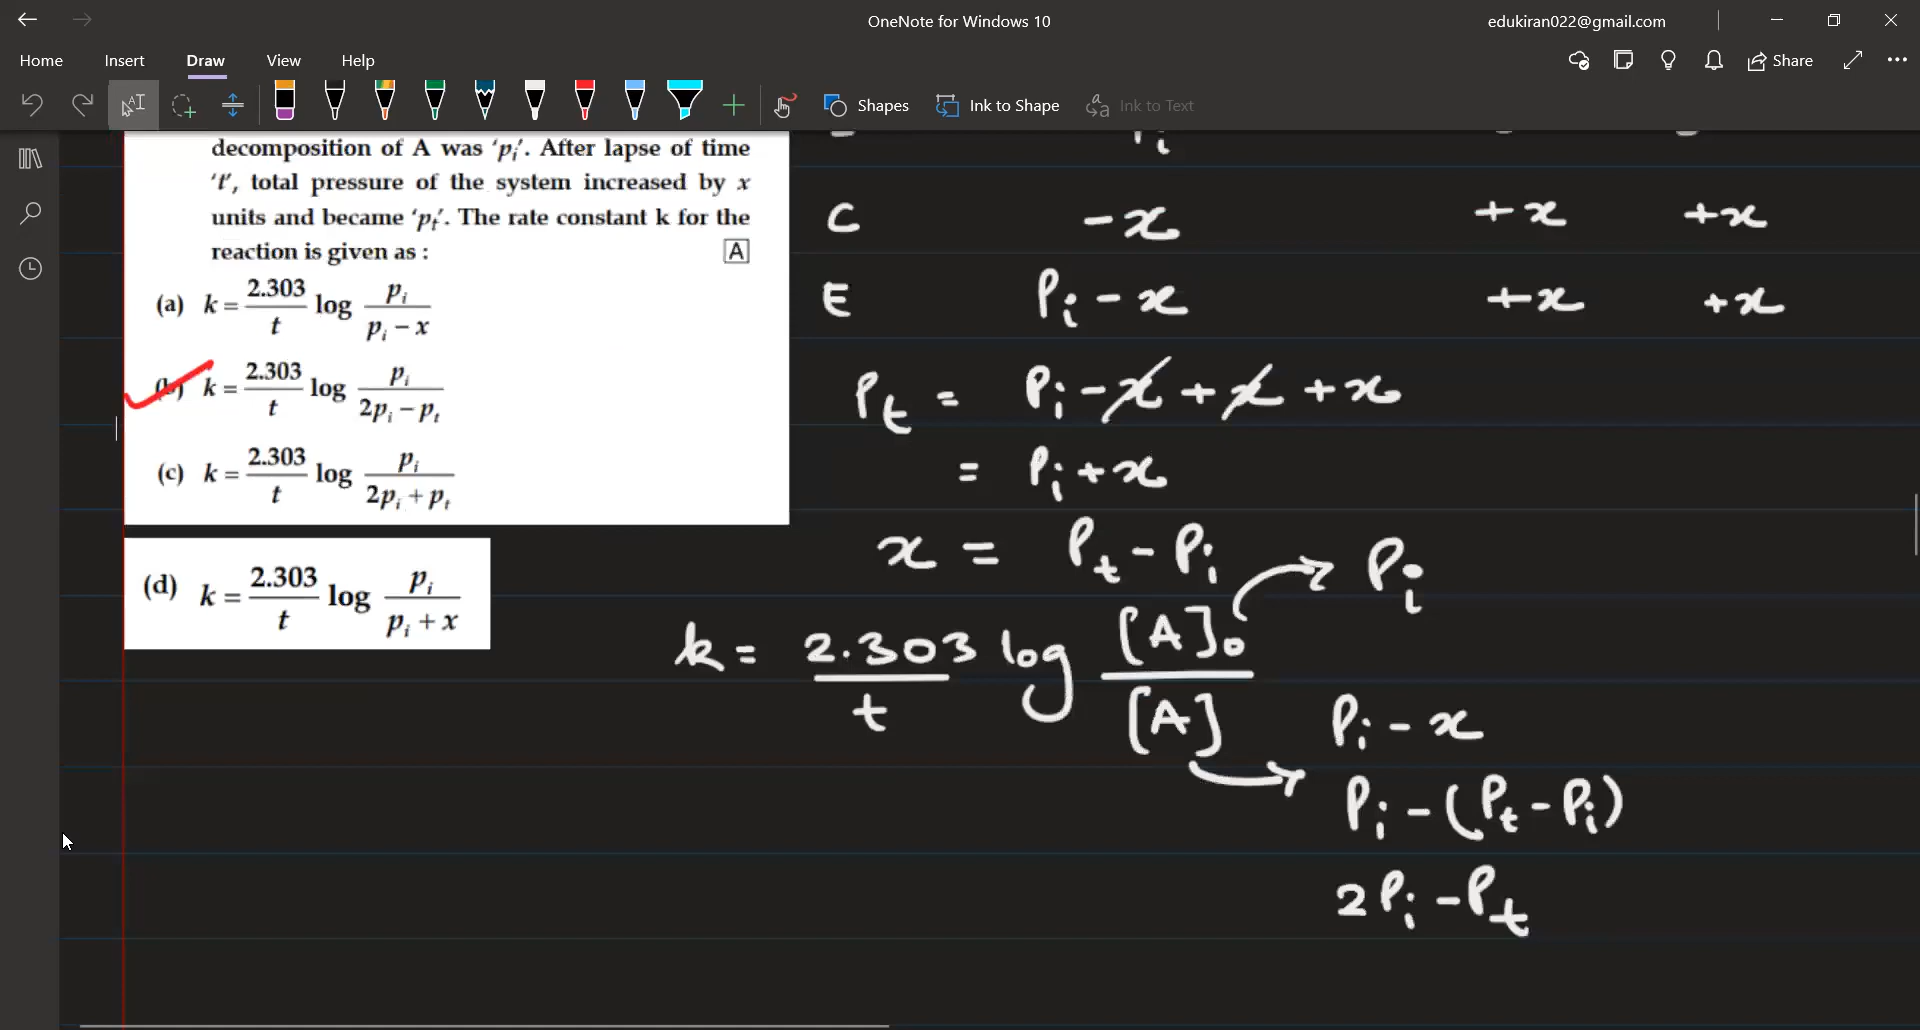 OneNote for Windows 10
edukiran022@gmail.com
Home Insert Draw View Help
Share
Shapes Ink to Shape Ink to Text
decomposition of A was 'pᵢ'. After lapse of time
't', total pressure of the system increased by x
units and became 'pₜ'. The rate constant k for the
reaction is given as : A
(a) k = 2.303/t log pᵢ/(pᵢ − x)
(b) k = 2.303/t log pᵢ/(2pᵢ − pₜ)
(c) k = 2.303/t log pᵢ/(2pᵢ + pₜ)
(d) k = 2.303/t log pᵢ/(pᵢ + x)
C −x +x +x
E Pᵢ − x +x +x
Pₜ = Pᵢ − x + x + x
= Pᵢ + x
x = Pₜ − Pᵢ
k = 2.303/t log [A]₀/[A]
Pᵢ
Pᵢ − x
Pᵢ − (Pₜ − Pᵢ)
2Pᵢ − Pₜ